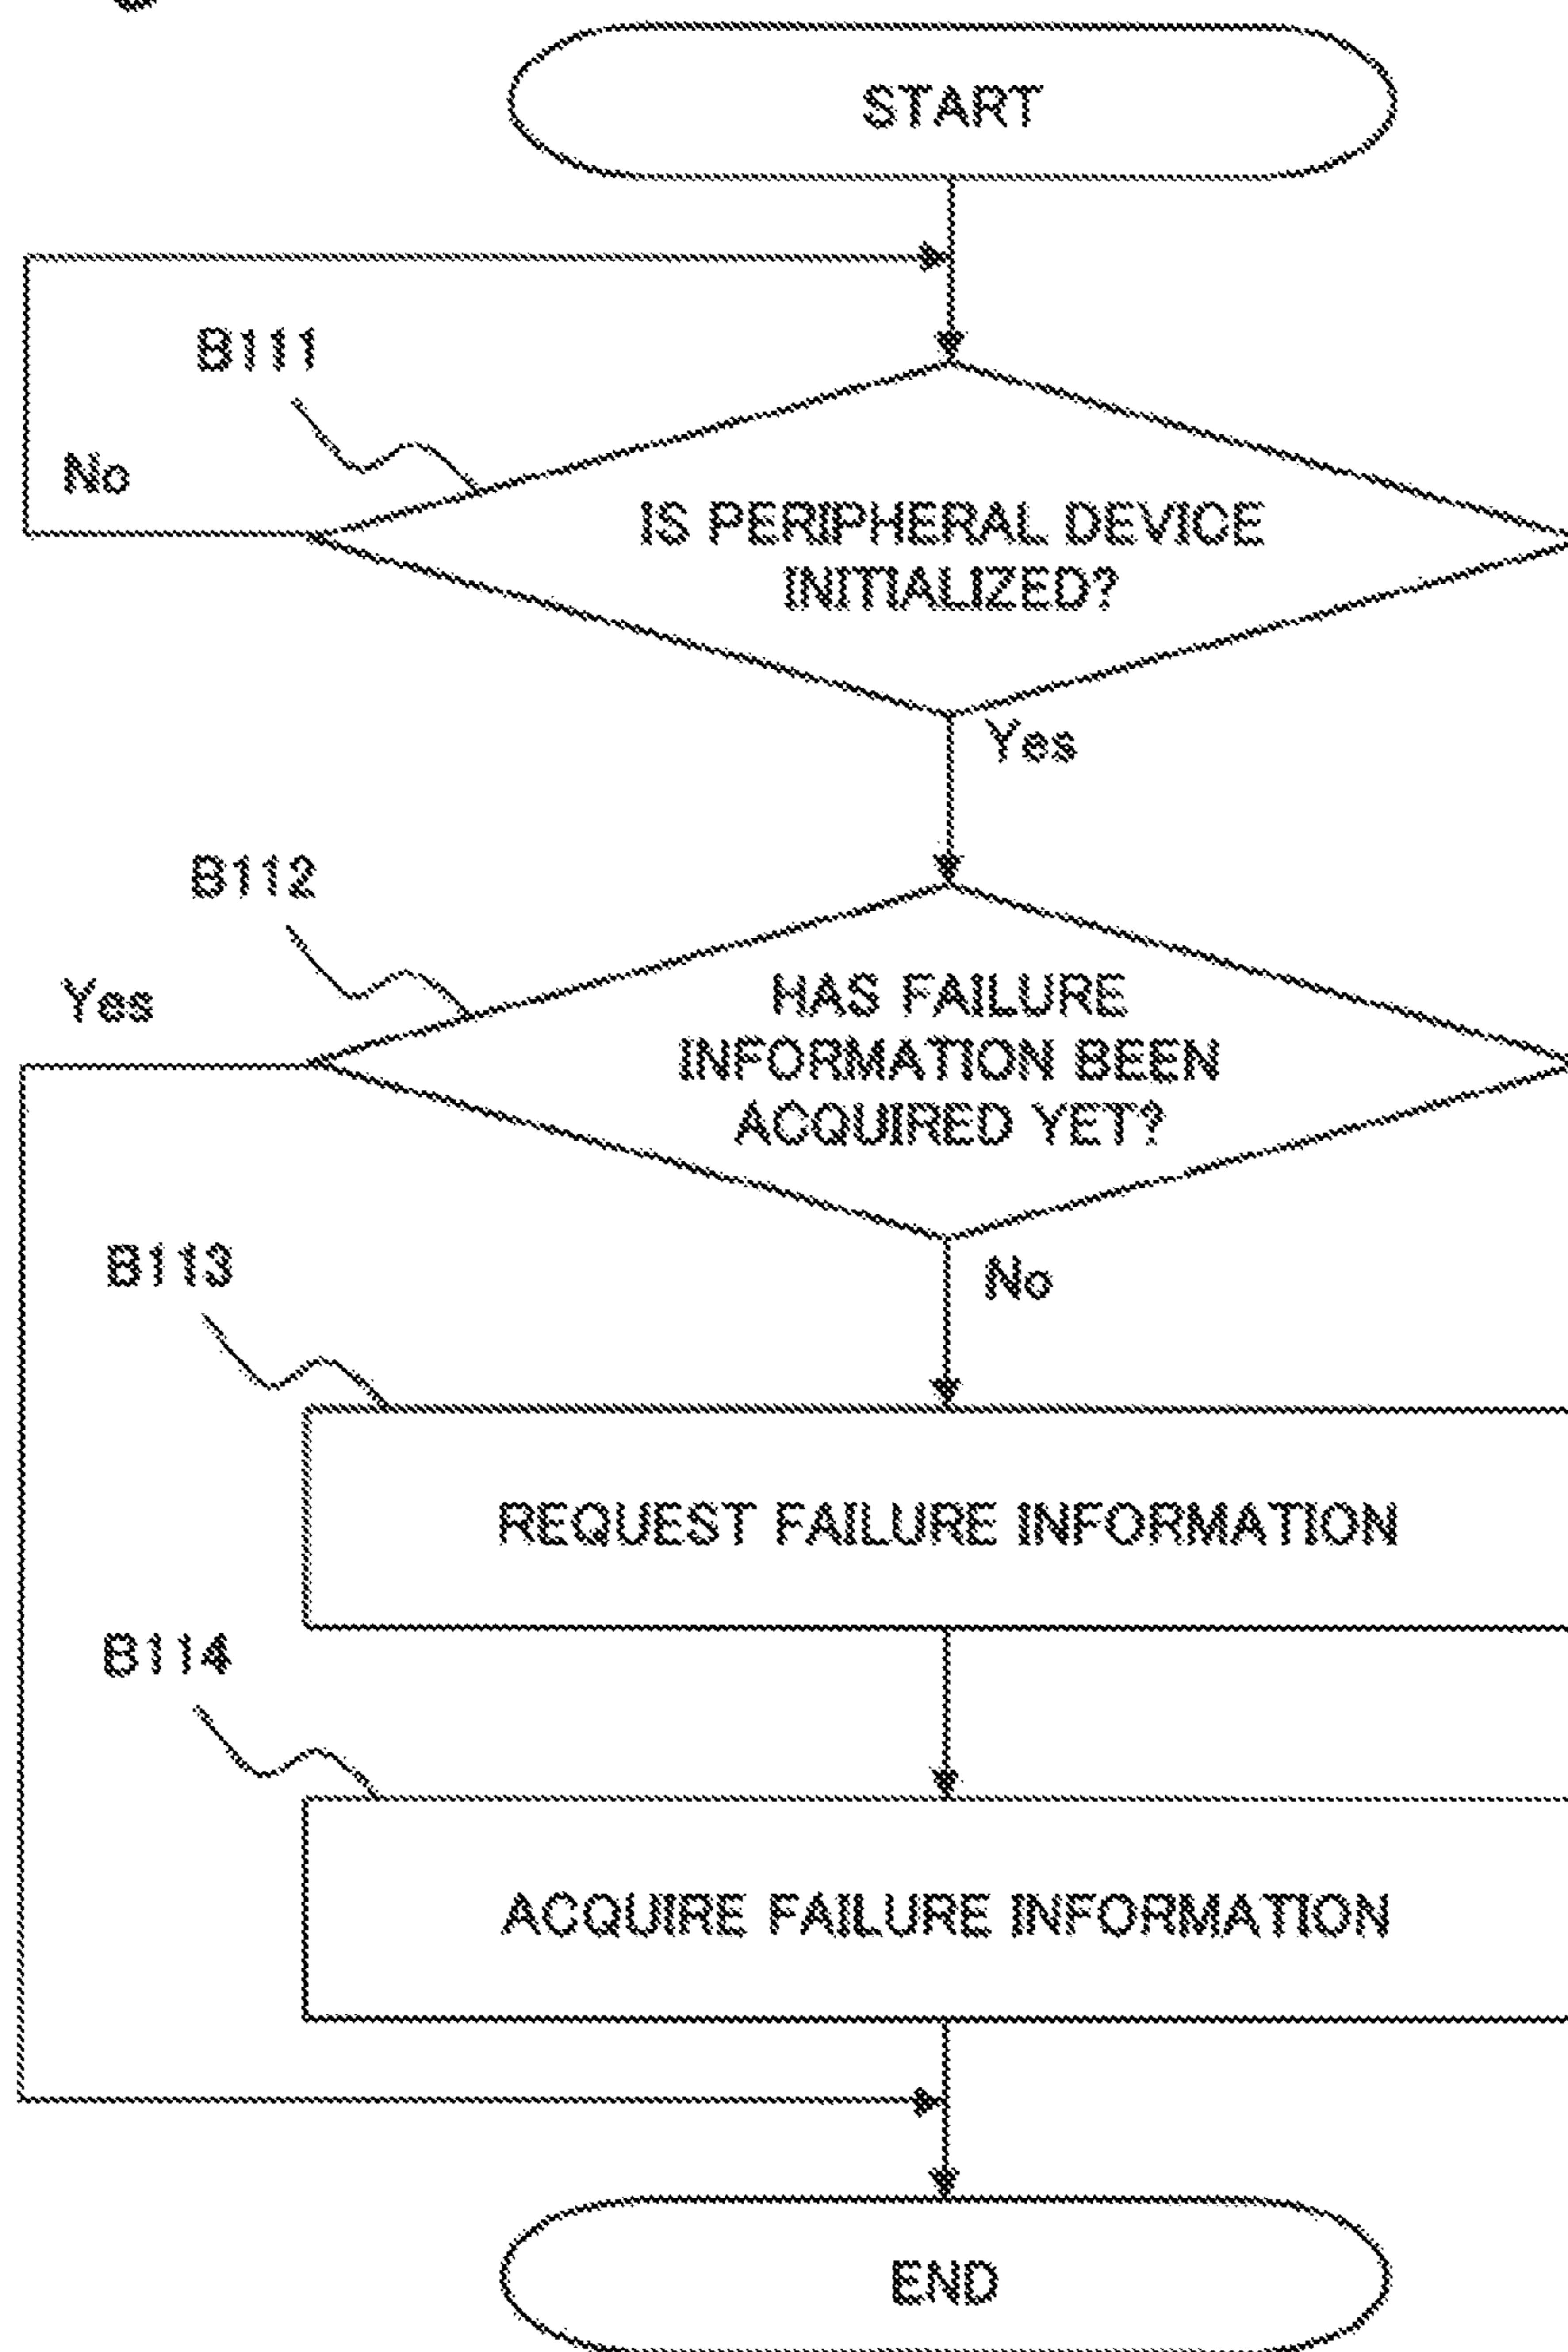 START
B111
No
IS PERIPHERAL DEVICE
INITIALIZED?
Yes
B112
Yes
HAS FAILURE
INFORMATION BEEN
ACQUIRED YET?
No
B113
REQUEST FAILURE INFORMATION
B114
ACQUIRE FAILURE INFORMATION
END